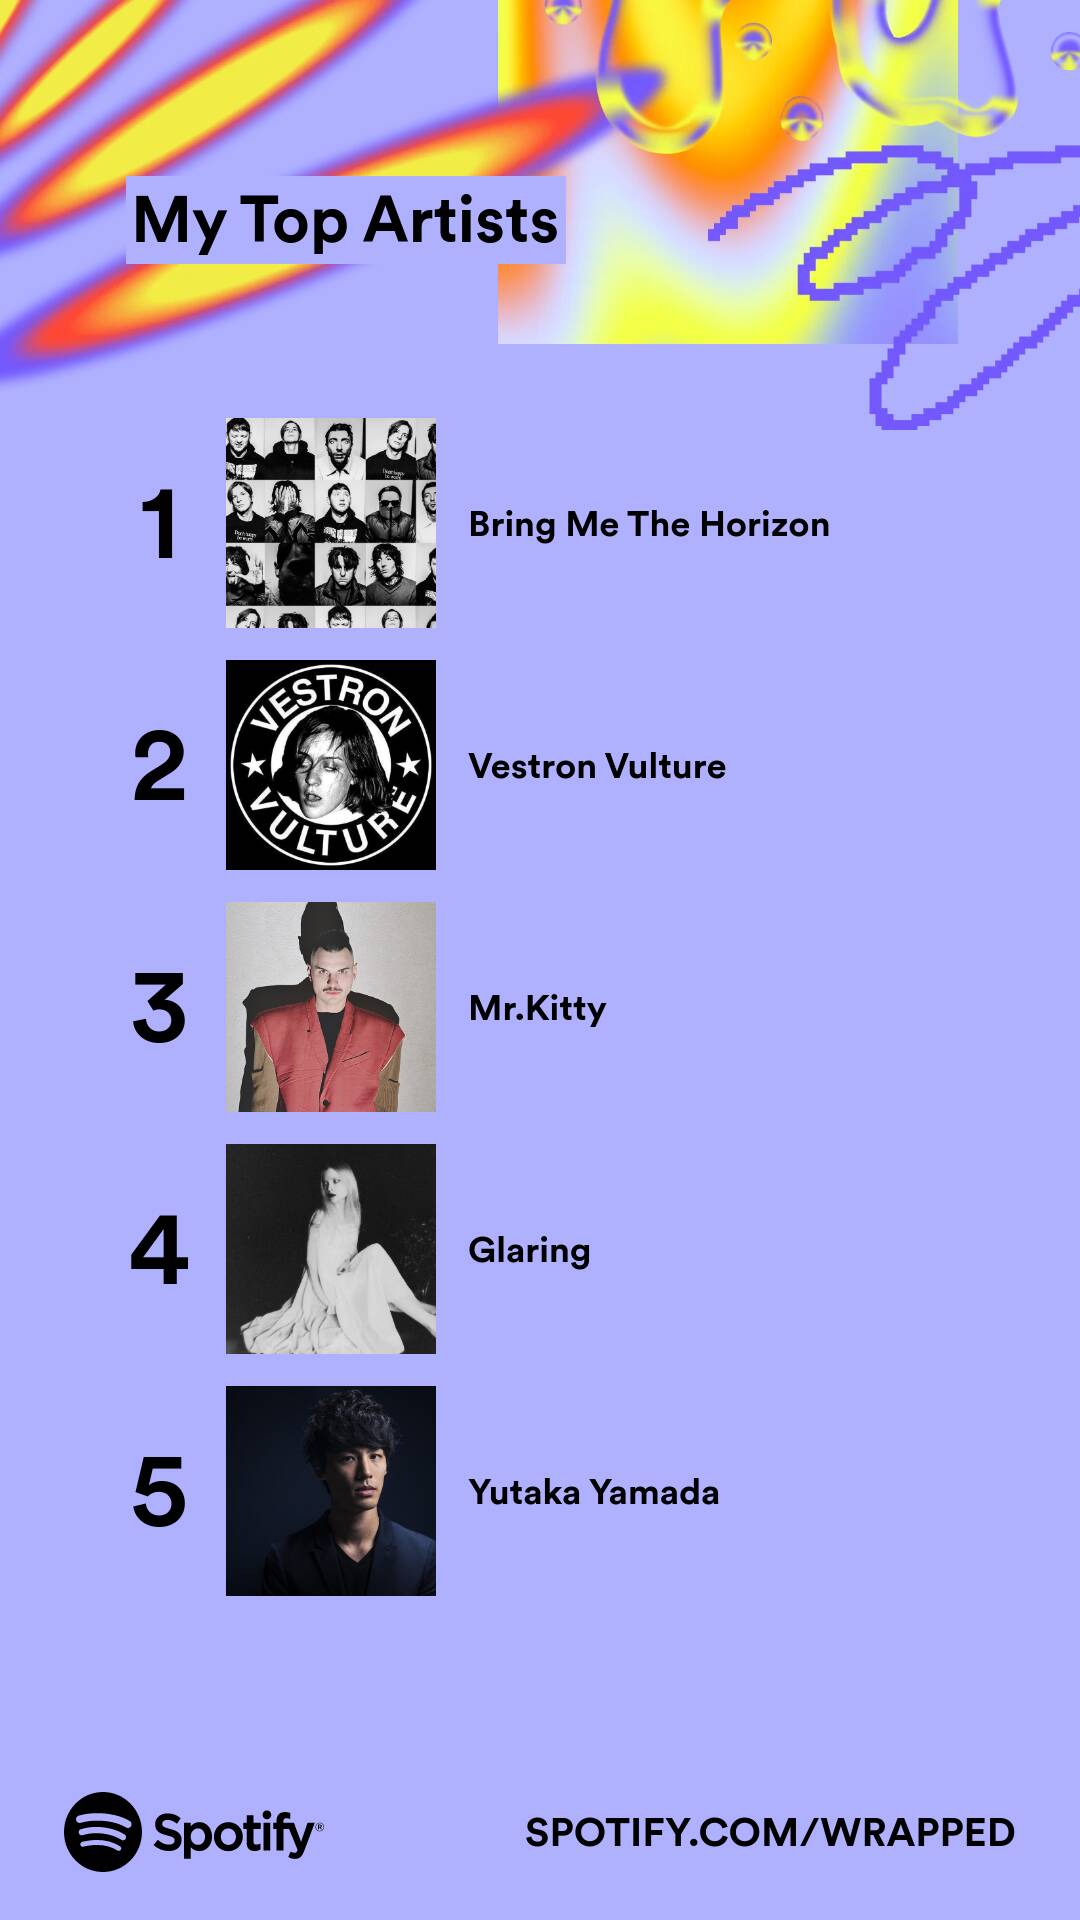 My Top Artists
1
Bring Me The Horizon
2
VESTRON
VULTURE
Vestron Vulture
3
Mr.Kitty
4
Glaring
5
Yutaka Yamada
Spotify®
SPOTIFY.COM/WRAPPED